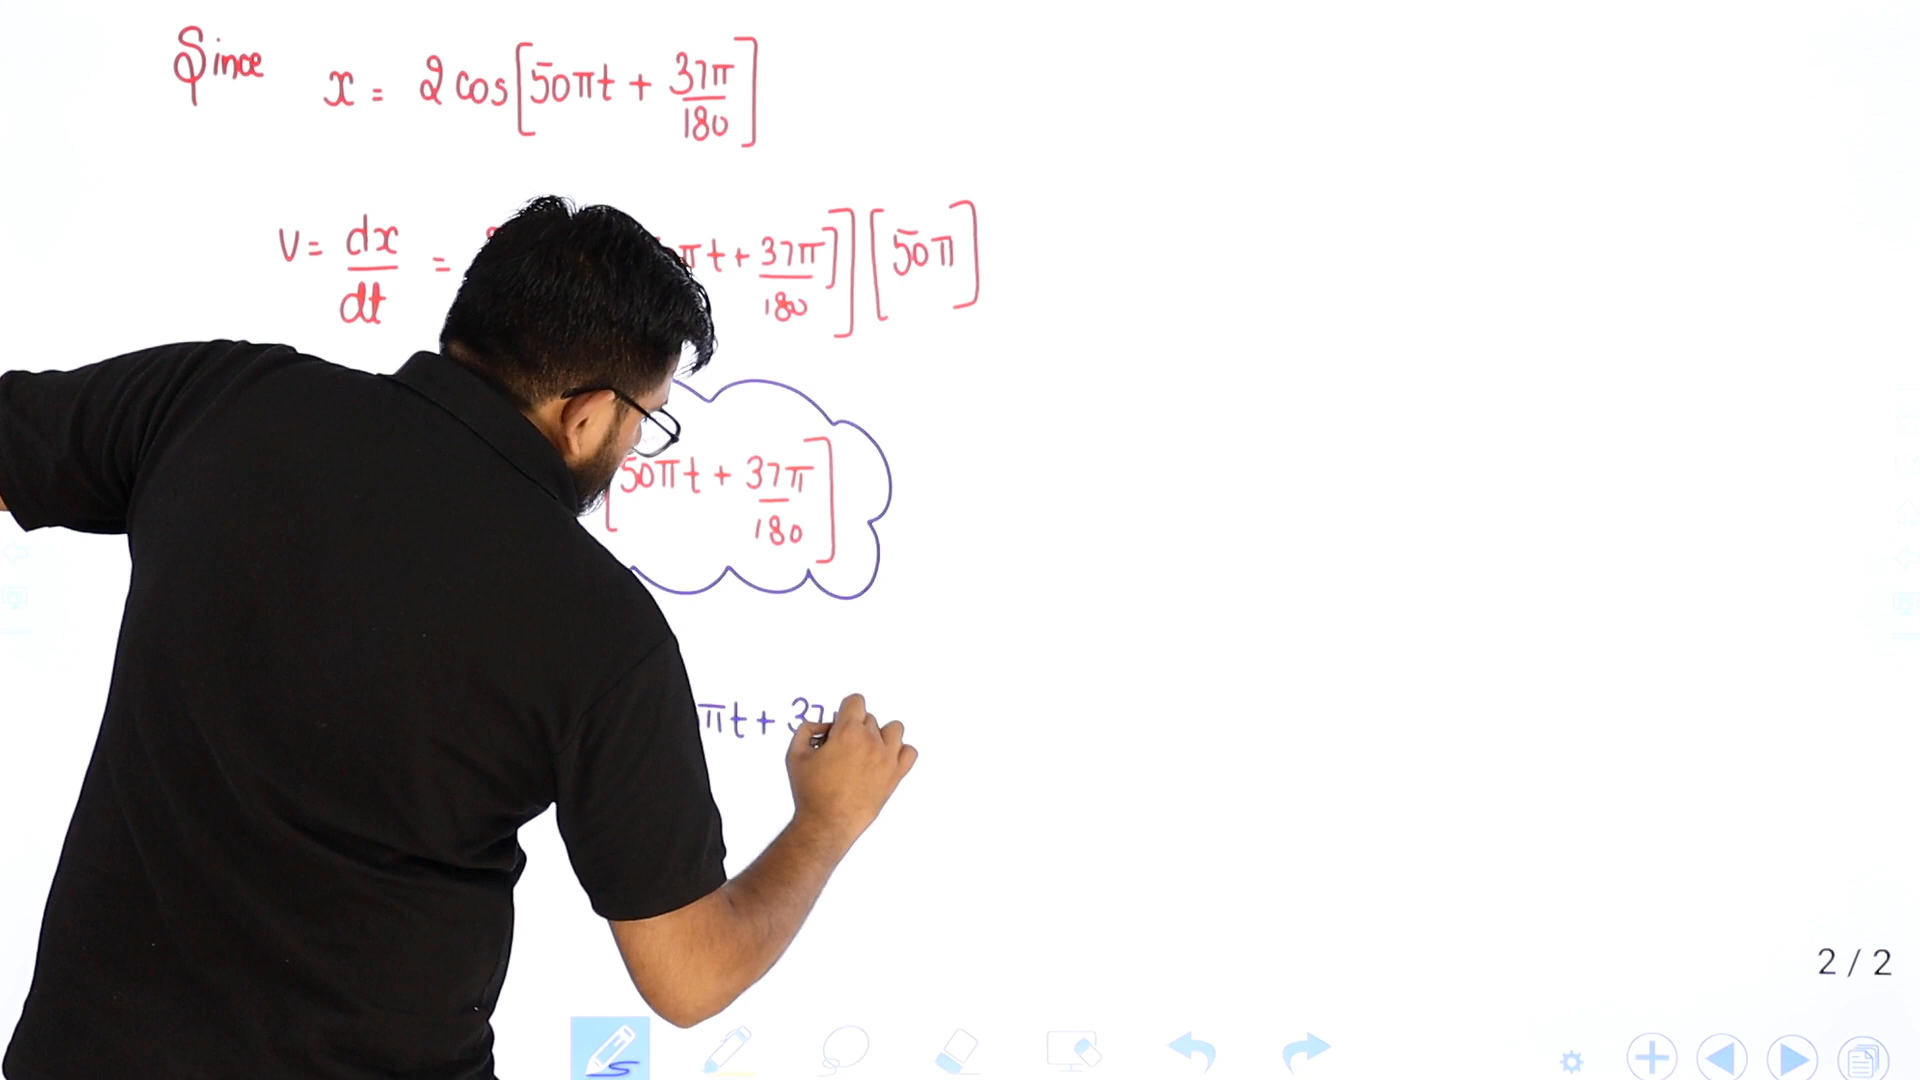 Since x = 2 cos[50πt + 37π/180]
v = dx/dt = πt + 37π/180]][50π]
[50πt + 37π/180]
πt + 37
2 / 2